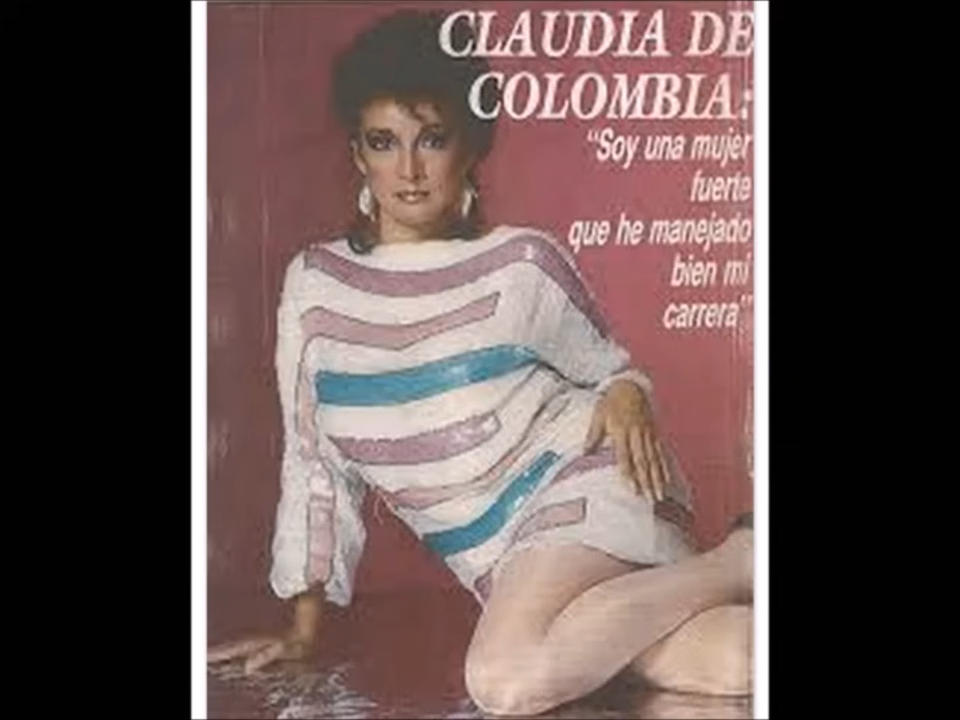 CLAUDIA DE
COLOMBIA:
"Soy una mujer
fuerte
que he manejado
bien mi
carrera"